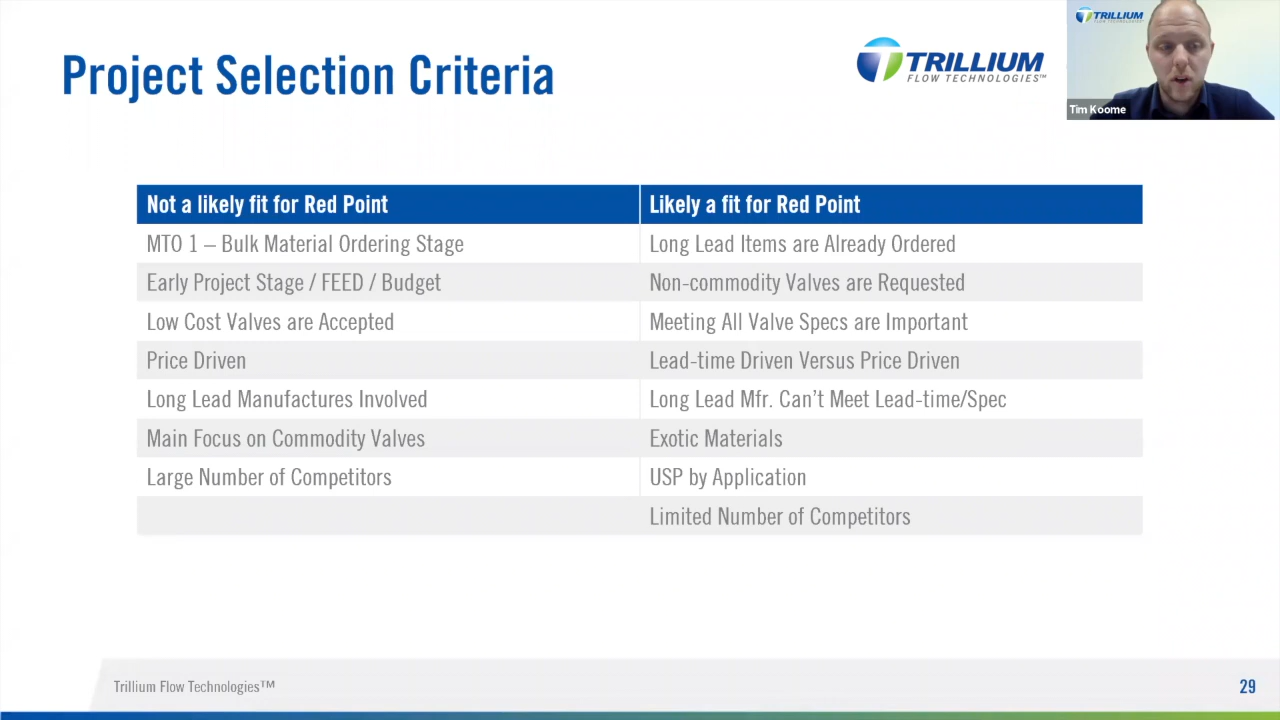 Project Selection Criteria
TRILLIUM
FLOW TECHNOLOGIES™
TRILLIUM
FLOW TECHNOLOGIES
Tim Koome
Not a likely fit for Red Point
Likely a fit for Red Point
MTO 1 – Bulk Material Ordering Stage
Long Lead Items are Already Ordered
Early Project Stage / FEED / Budget
Non-commodity Valves are Requested
Low Cost Valves are Accepted
Meeting All Valve Specs are Important
Price Driven
Lead-time Driven Versus Price Driven
Long Lead Manufactures Involved
Long Lead Mfr. Can't Meet Lead-time/Spec
Main Focus on Commodity Valves
Exotic Materials
Large Number of Competitors
USP by Application
Limited Number of Competitors
Trillium Flow Technologies™
29